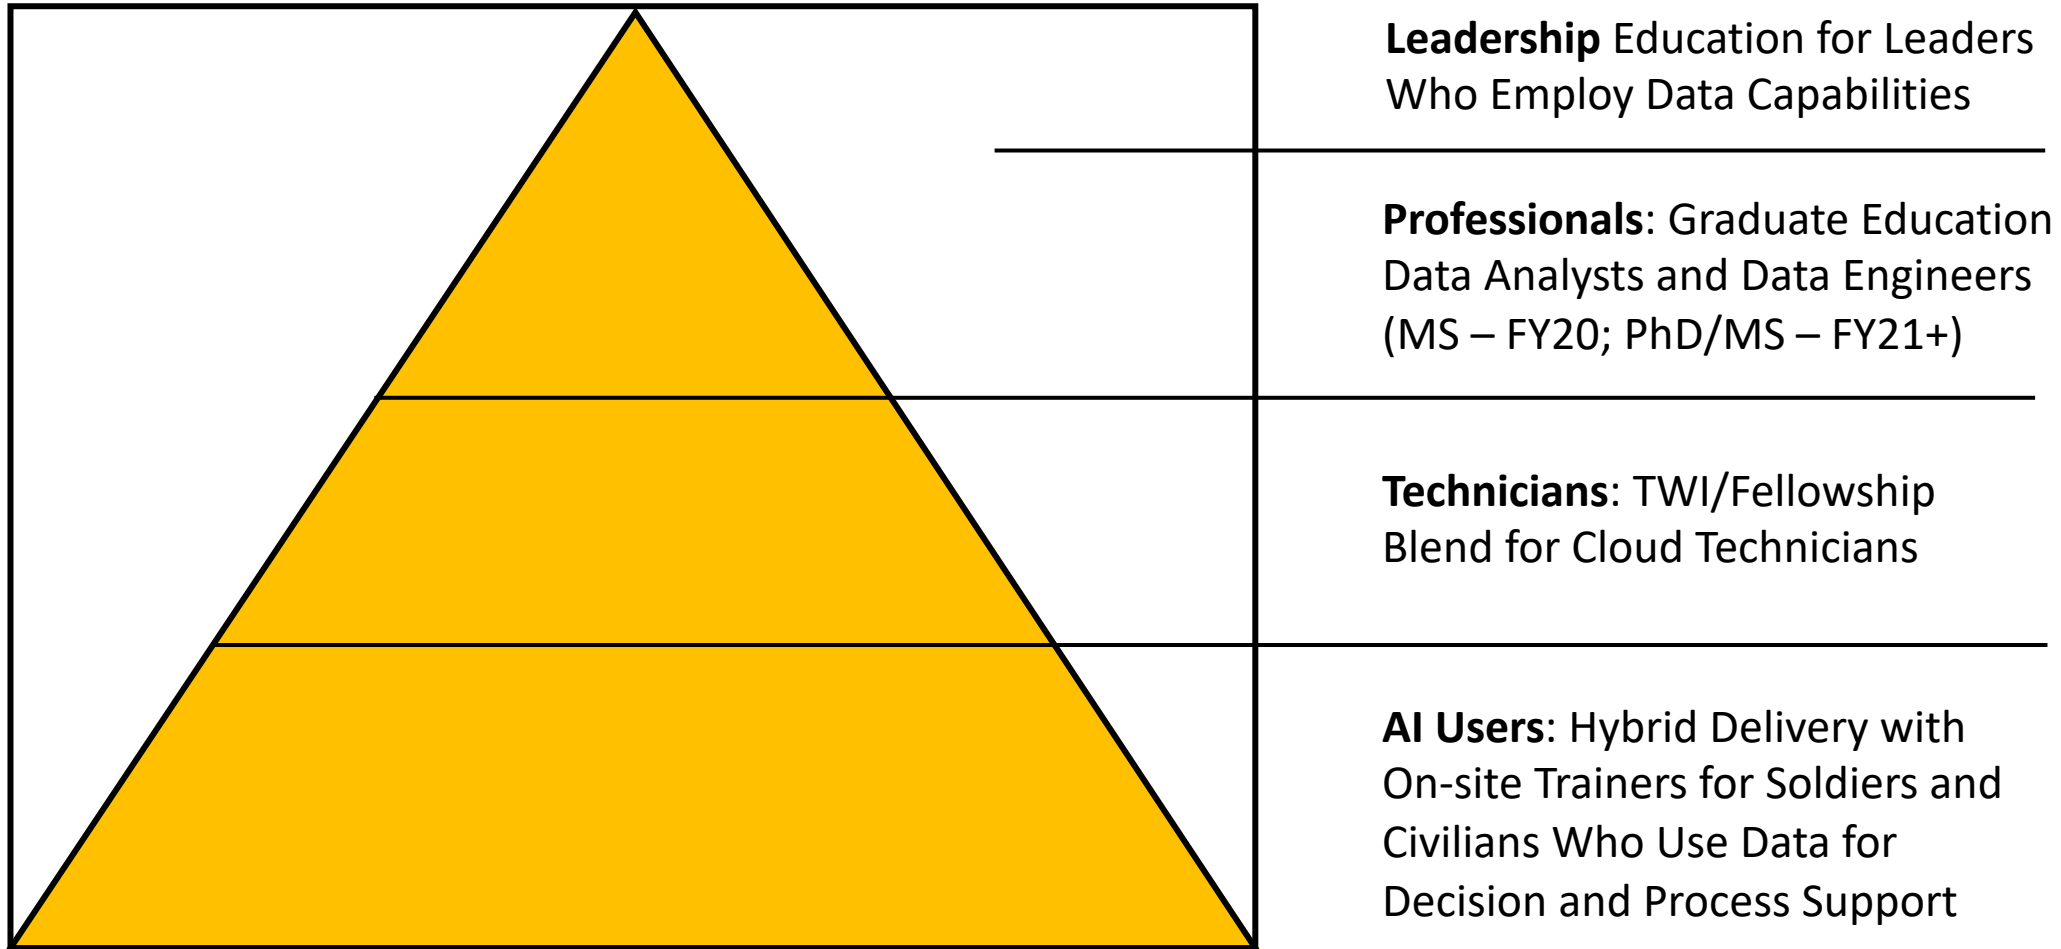 Leadership Education for Leaders
Who Employ Data Capabilities
Professionals: Graduate Education
Data Analysts and Data Engineers
(MS – FY20; PhD/MS – FY21+)
Technicians: TWI/Fellowship
Blend for Cloud Technicians
AI Users: Hybrid Delivery with
On-site Trainers for Soldiers and
Civilians Who Use Data for
Decision and Process Support